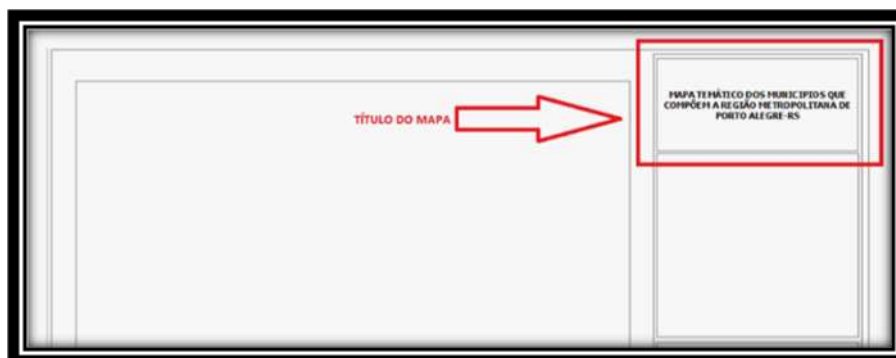 MAPA TEMÁTICO DOS MUNICIPIOS QUE
COMPÕEM A REGIÃO METROPOLITANA DE
PORTO ALEGRE-RS
TÍTULO DO MAPA